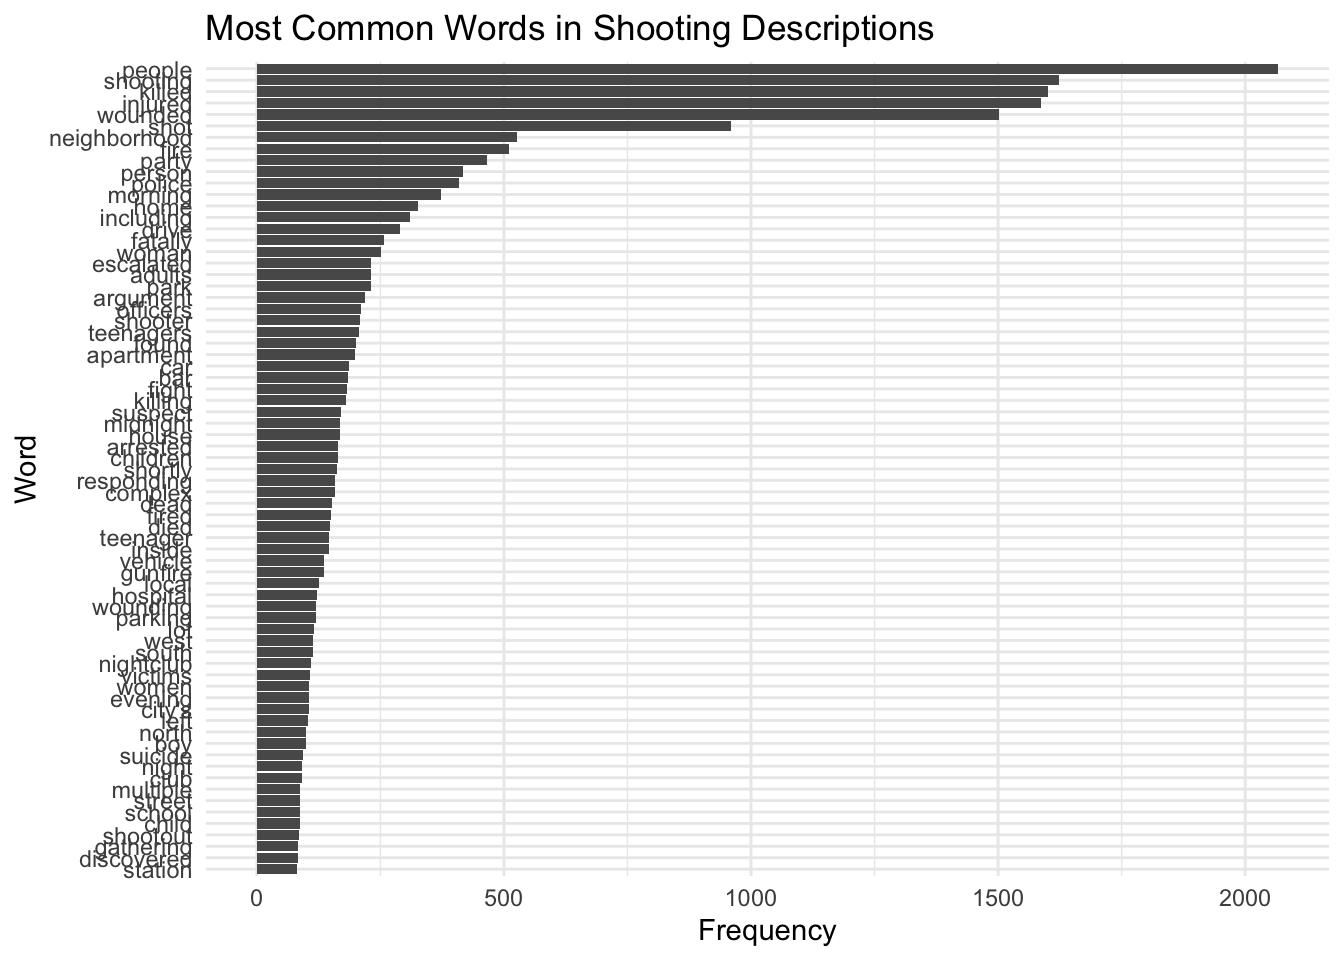 Most Common Words in Shooting Descriptions
people
shooting
killed
injured
wounded
shot
neighborhood
fire
party
person
police
morning
home
including
drive
fatally
woman
escalated
adults
park
argument
officers
shooter
teenagers
found
apartment
car
bar
fight
killing
suspect
midnight
house
arrested
children
shortly
responding
complex
dead
fired
died
teenager
inside
vehicle
gunfire
local
hospital
wounding
parking
lot
west
south
nightclub
victims
women
evening
city's
left
north
boy
suicide
night
club
multiple
street
school
child
shootout
gathering
discovered
station
Word
0 500 1000 1500 2000
Frequency